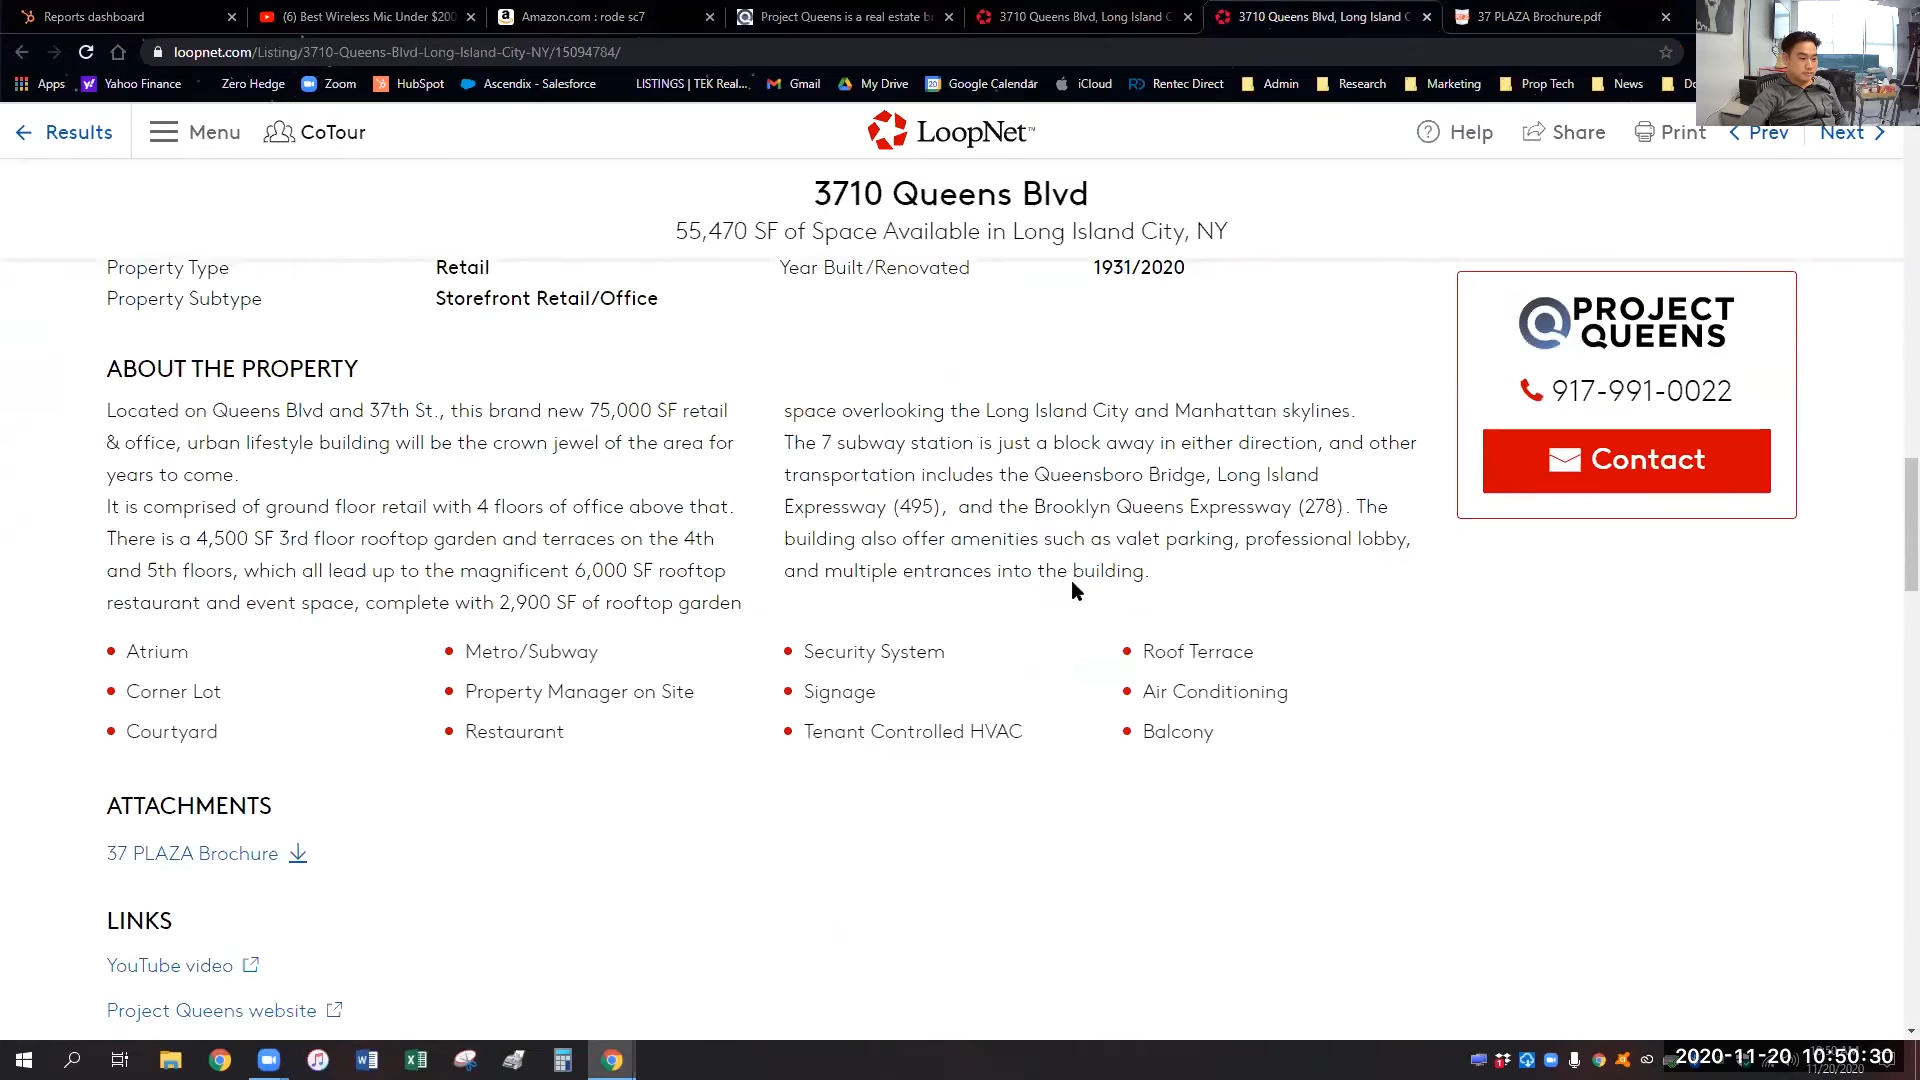 Reports dashboard
(6) Best Wireless Mic Under $200
Amazon.com : rode sc7
Project Queens is a real estate b
3710 Queens Blvd, Long Island C
3710 Queens Blvd, Long Island C
37 PLAZA Brochure.pdf
loopnet.com/Listing/3710-Queens-Blvd-Long-Island-City-NY/15094784/
Apps
Yahoo Finance
Zero Hedge
Zoom
HubSpot
Ascendix - Salesforce
LISTINGS | TEK Real...
Gmail
My Drive
Google Calendar
iCloud
Rentec Direct
Admin
Research
Marketing
Prop Tech
News
Results
Menu
CoTour
LoopNet™
Help
Share
Print
Prev
Next
3710 Queens Blvd
55,470 SF of Space Available in Long Island City, NY
Property Type Retail
Property Subtype Storefront Retail/Office
Year Built/Renovated 1931/2020
ABOUT THE PROPERTY
Located on Queens Blvd and 37th St., this brand new 75,000 SF retail
& office, urban lifestyle building will be the crown jewel of the area for
years to come.
It is comprised of ground floor retail with 4 floors of office above that.
There is a 4,500 SF 3rd floor rooftop garden and terraces on the 4th
and 5th floors, which all lead up to the magnificent 6,000 SF rooftop
restaurant and event space, complete with 2,900 SF of rooftop garden
space overlooking the Long Island City and Manhattan skylines.
The 7 subway station is just a block away in either direction, and other
transportation includes the Queensboro Bridge, Long Island
Expressway (495),  and the Brooklyn Queens Expressway (278). The
building also offer amenities such as valet parking, professional lobby,
and multiple entrances into the building.
PROJECT
QUEENS
917-991-0022
Contact
Atrium
Corner Lot
Courtyard
Metro/Subway
Property Manager on Site
Restaurant
Security System
Signage
Tenant Controlled HVAC
Roof Terrace
Air Conditioning
Balcony
ATTACHMENTS
37 PLAZA Brochure
LINKS
YouTube video
Project Queens website
2020-11-20 10:50:30
11/20/2020